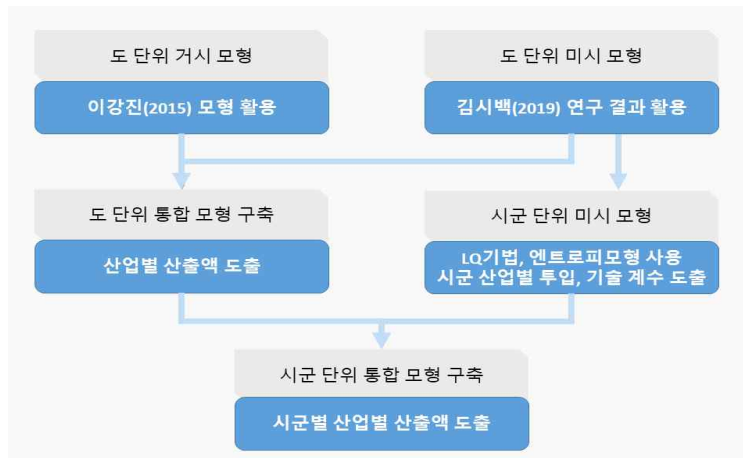 도 단위 거시 모형
이강진(2015) 모형 활용
도 단위 미시 모형
김시백(2019) 연구 결과 활용
도 단위 통합 모형 구축
산업별 산출액 도출
시군 단위 미시 모형
LQ기법, 엔트로피모형 사용
시군 산업별 투입, 기술 계수 도출
시군 단위 통합 모형 구축
시군별 산업별 산출액 도출